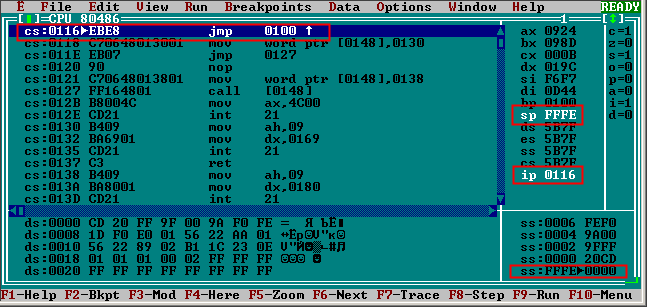 ≡ File Edit View Run Breakpoints Data Options Window Help READY
[■]=CPU 80486 1 [↕]
cs:0116►EBE8 jmp 0100 ↑
cs:0118 C70648013001 mov word ptr [0148],0130
cs:011E EB07 jmp 0127
cs:0120 90 nop
cs:0121 C70648013801 mov word ptr [0148],0138
cs:0127 FF164801 call [0148]
cs:012B B8004C mov ax,4C00
cs:012E CD21 int 21
cs:0130 B409 mov ah,09
cs:0132 BA6901 mov dx,0169
cs:0135 CD21 int 21
cs:0137 C3 ret
cs:0138 B409 mov ah,09
cs:013A BA8001 mov dx,0180
cs:013D CD21 int 21
ax 0924 c=1
bx 098D z=0
cx 000B s=1
dx 019C o=0
si F6F7 p=0
di 0D44 a=0
bp 0100 i=1
sp FFFE d=0
ds 5B7F
es 5B7F
ss 5B7F
cs 5B7F
ip 0116
ds:0000 CD 20 FF 9F 00 9A F0 FE
ds:0008 1D F0 E0 01 56 22 AA 01
ds:0010 56 22 89 02 B1 1C 23 0E
ds:0018 01 01 01 00 02 FF FF FF
ds:0020 FF FF FF FF FF FF FF FF
ss:0006 FEF0
ss:0004 9A00
ss:0002 9FFF
ss:0000 20CD
ss:FFFE►0000
F1-Help F2-Bkpt F3-Mod F4-Here F5-Zoom F6-Next F7-Trace F8-Step F9-Run F10-Menu